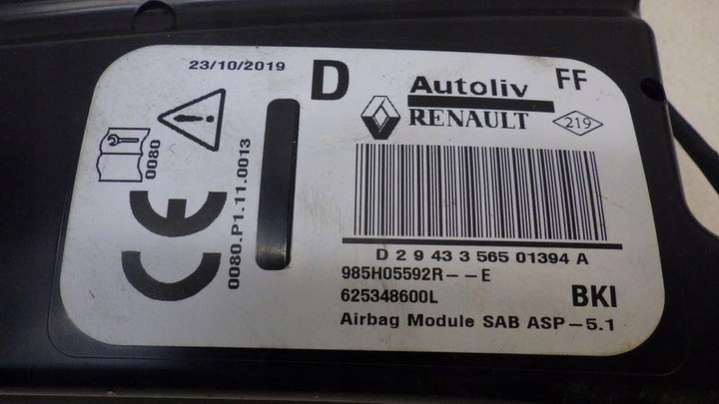 23/10/2019
D
Autoliv
FF
RENAULT
219
0080
0080.P1.11.0013
CE
D 2 9 43 3 565 01394 A
985H05592R--E
625348600L
BKI
Airbag Module SAB ASP-5.1